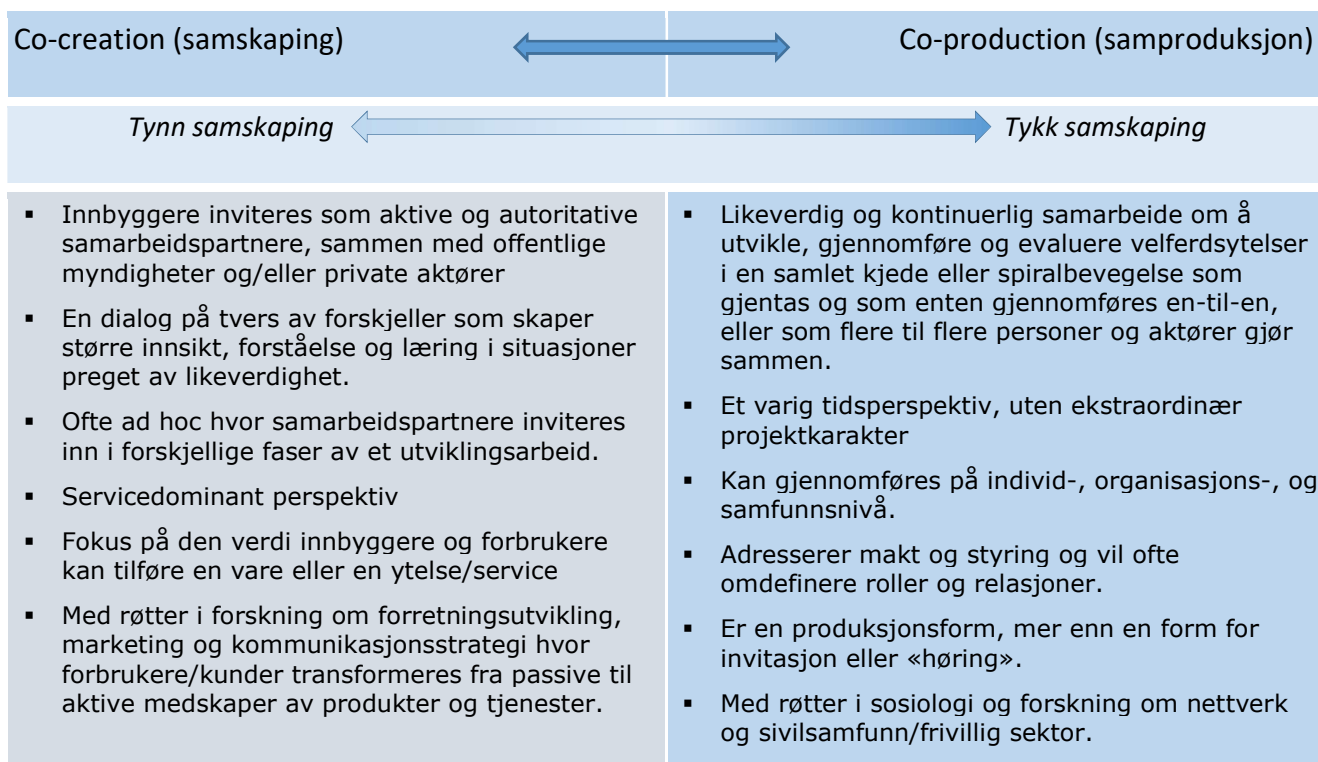 Co-creation (samskaping)
Co-production (samproduksjon)
Tynn samskaping
Tykk samskaping
▪ Innbyggere inviteres som aktive og autoritative
samarbeidspartnere, sammen med offentlige
myndigheter og/eller private aktører
▪ En dialog på tvers av forskjeller som skaper
større innsikt, forståelse og læring i situasjoner
preget av likeverdighet.
▪ Ofte ad hoc hvor samarbeidspartnere inviteres
inn i forskjellige faser av et utviklingsarbeid.
▪ Servicedominant perspektiv
▪ Fokus på den verdi innbyggere og forbrukere
kan tilføre en vare eller en ytelse/service
▪ Med røtter i forskning om forretningsutvikling,
marketing og kommunikasjonsstrategi hvor
forbrukere/kunder transformeres fra passive til
aktive medskaper av produkter og tjenester.
▪ Likeverdig og kontinuerlig samarbeide om å
utvikle, gjennomføre og evaluere velferdsytelser
i en samlet kjede eller spiralbevegelse som
gjentas og som enten gjennomføres en-til-en,
eller som flere til flere personer og aktører gjør
sammen.
▪ Et varig tidsperspektiv, uten ekstraordinær
projektkarakter
▪ Kan gjennomføres på individ-, organisasjons-, og
samfunnsnivå.
▪ Adresserer makt og styring og vil ofte
omdefinere roller og relasjoner.
▪ Er en produksjonsform, mer enn en form for
invitasjon eller «høring».
▪ Med røtter i sosiologi og forskning om nettverk
og sivilsamfunn/frivillig sektor.